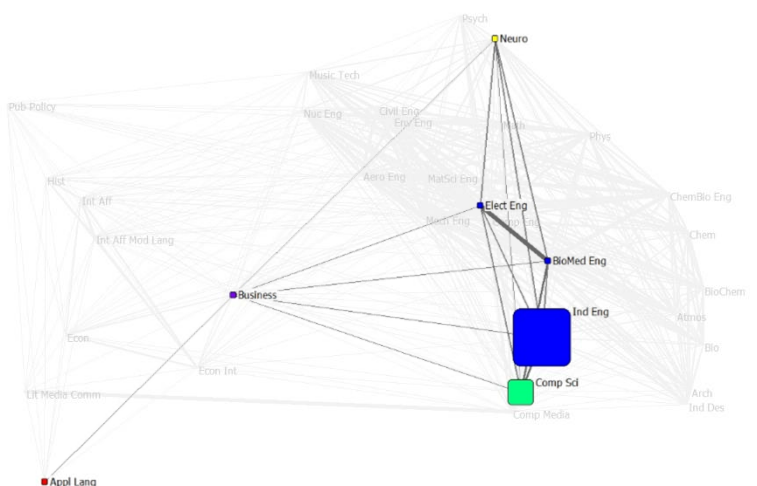 Psych
Neuro
Music Tech
Pub Policy
Nuc Eng
Civil Eng
Env Eng
Math
Phys
Hist
Aero Eng
MatSci Eng
Int Aff
ChemBio Eng
Elect Eng
Mech Eng
Int Aff Mod Lang
Chem
BioMed Eng
Business
BioChem
Ind Eng
Atmos
Econ
Bio
Econ Int
Comp Sci
Lit Media Comm
Arch
Ind Des
Comp Media
Appl Lang